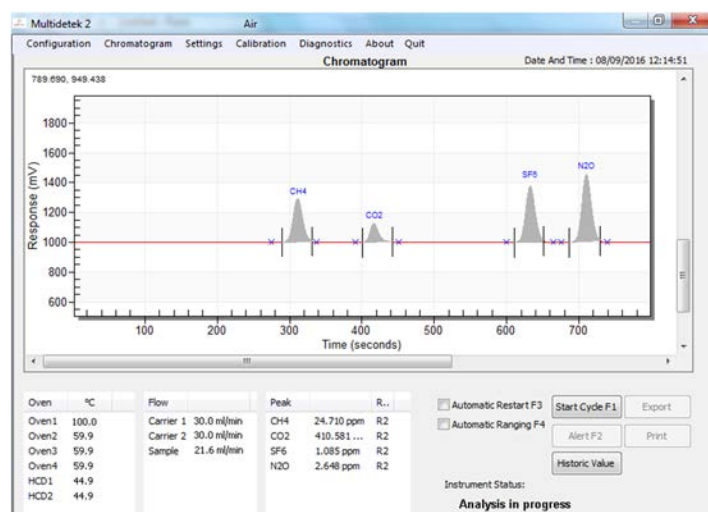 Multidetek 2 Air
Configuration Chromatogram Settings Calibration Diagnostics About Quit
Chromatogram Date And Time : 08/09/2016 12:14:51
789.690, 949.438
Response (mV)
1800
1600
1400
1200
1000
800
600
CH4
CO2
SF6
N2O
100 200 300 400 500 600 700
Time (seconds)
Oven °C
Oven1 100.0
Oven2 59.9
Oven3 59.9
Oven4 59.9
HCD1 44.9
HCD2 44.9
Flow
Carrier 1 30.0 ml/min
Carrier 2 30.0 ml/min
Sample 21.6 ml/min
Peak R..
CH4 24.710 ppm R2
CO2 410.581 ... R2
SF6 1.085 ppm R2
N2O 2.648 ppm R2
Automatic Restart F3
Automatic Ranging F4
Start Cycle F1 Export
Alert F2 Print
Historic Value
Instrument Status:
Analysis in progress